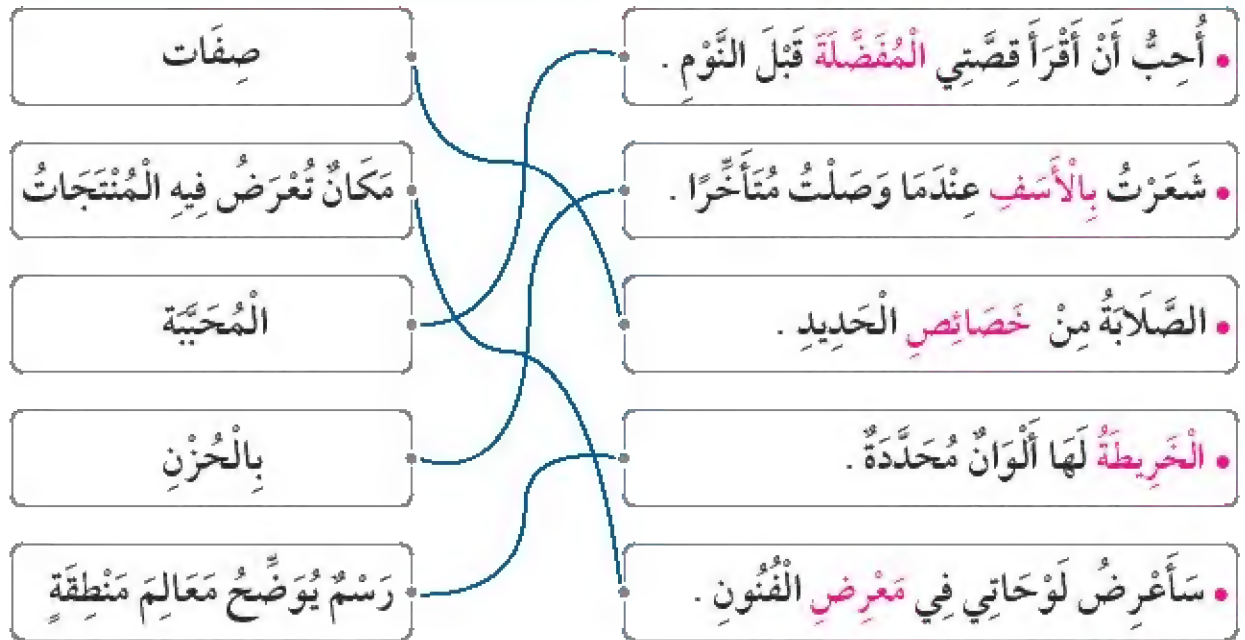 • أُحِبُّ أَنْ أَقْرَأَ قِصَّتِي الْمُفَضَّلَةَ قَبْلَ النَّوْمِ .
صِفَات
• شَعَرْتُ بِالْأَسَفِ عِنْدَمَا وَصَلْتُ مُتَأَخِّرًا .
مَكَانٌ تُعْرَضُ فِيهِ الْمُنْتَجَاتُ
• الصَّلَابَةُ مِنْ خَصَائِصِ الْحَدِيدِ .
الْمُحَبَّبَة
• الْخَرِيطَةُ لَهَا أَلْوَانٌ مُحَدَّدَةٌ .
بِالْحُزْنِ
• سَأَعْرِضُ لَوْحَاتِي فِي مَعْرِضِ الْفُنُونِ .
رَسْمٌ يُوَضِّحُ مَعَالِمَ مَنْطِقَةٍ